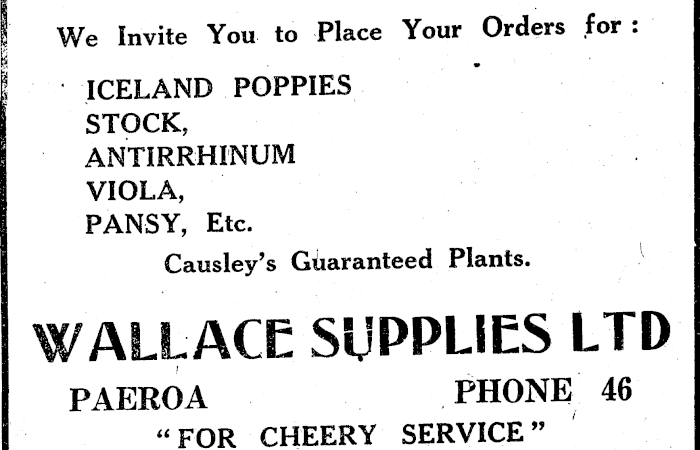 We Invite You to Place Your Orders for :
ICELAND POPPIES
STOCK,
ANTIRRHINUM
VIOLA,
PANSY, Etc.
Causley's Guaranteed Plants.
WALLACE SUPPLIES LTD
PAEROA PHONE 46
"FOR CHEERY SERVICE"